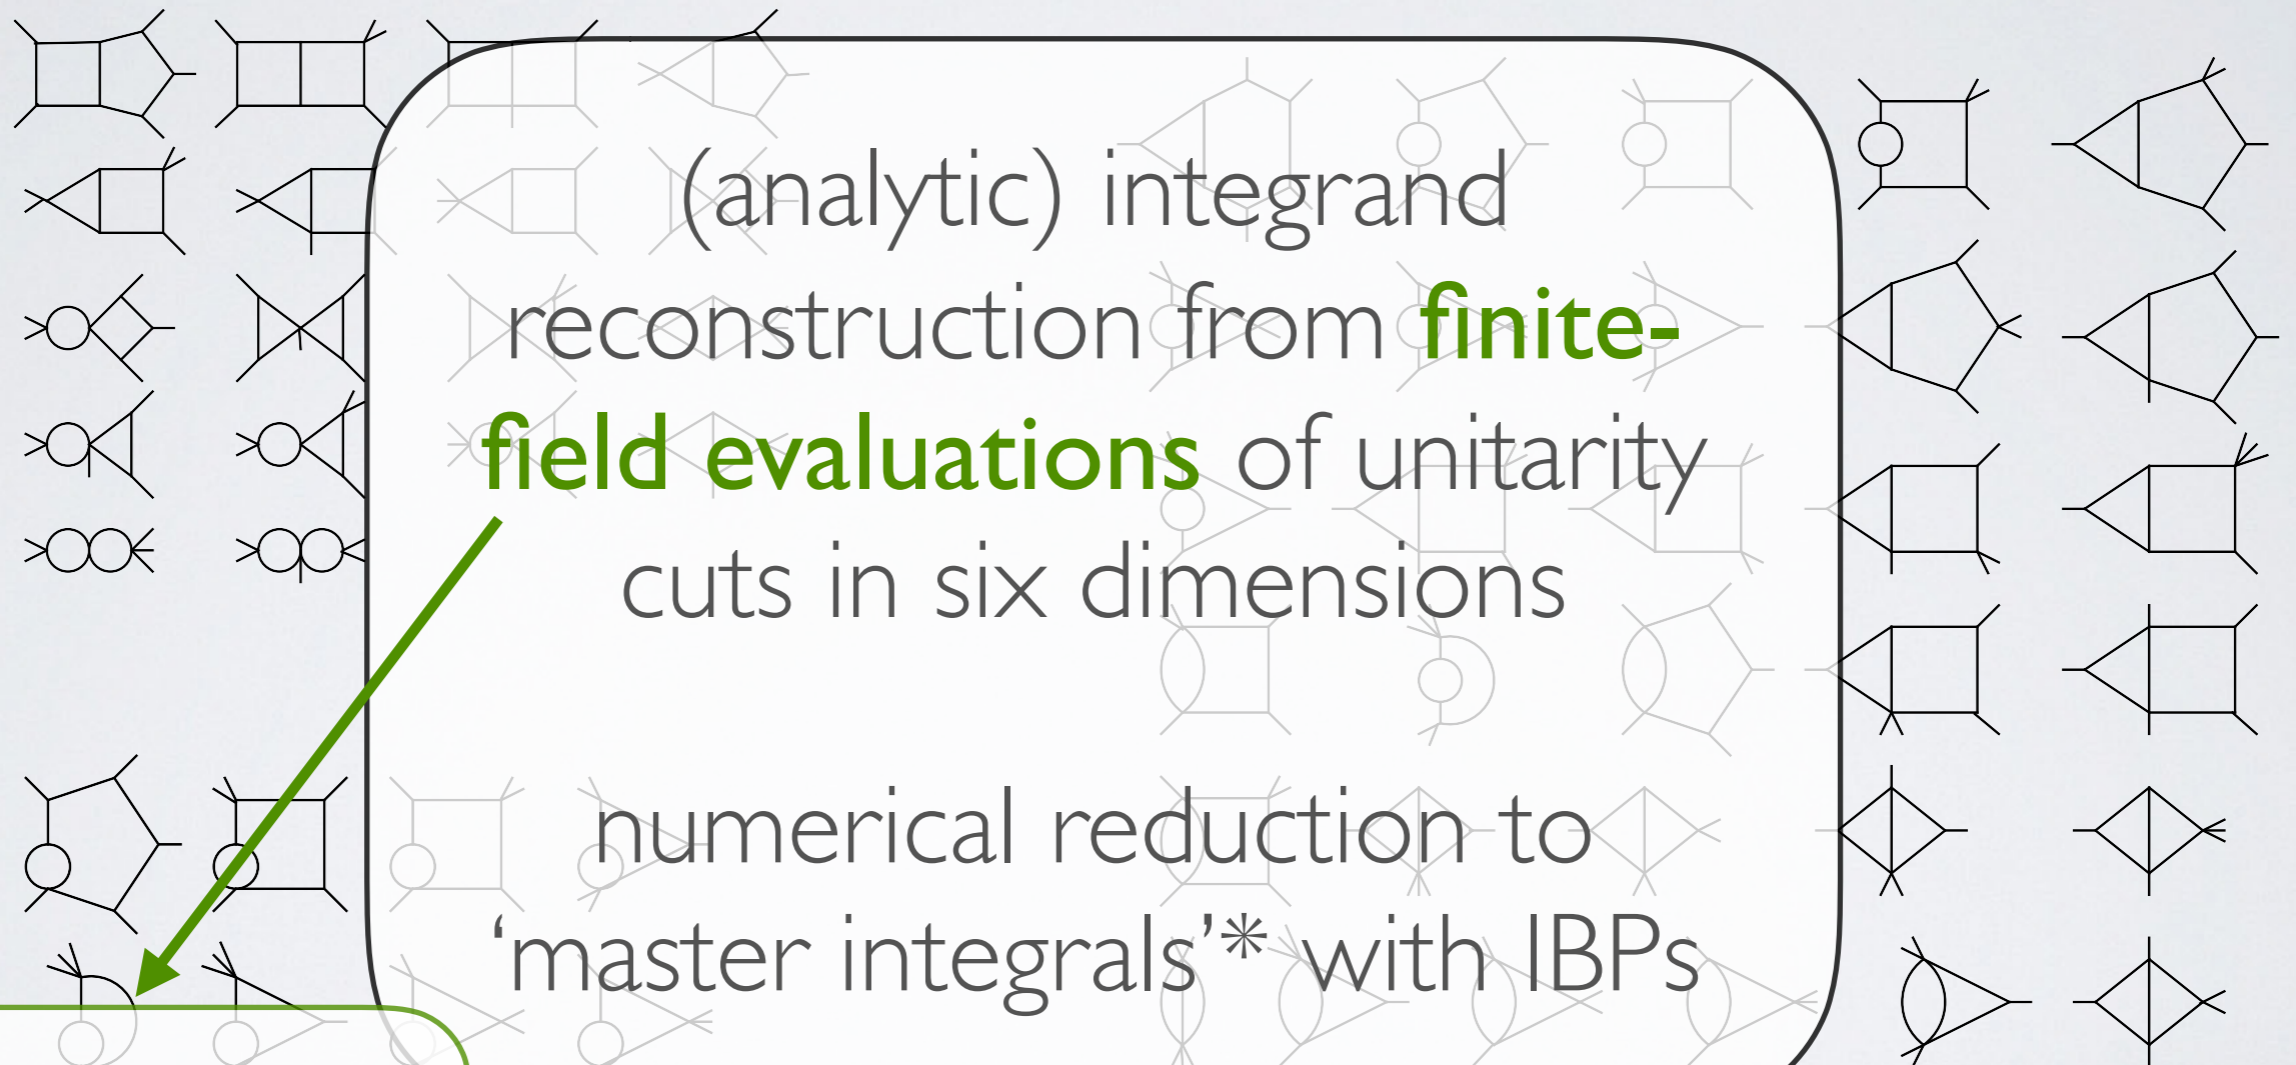 (analytic) integrand
reconstruction from finite-
field evaluations of unitarity
cuts in six dimensions
numerical reduction to
‘master integrals’* with IBPs